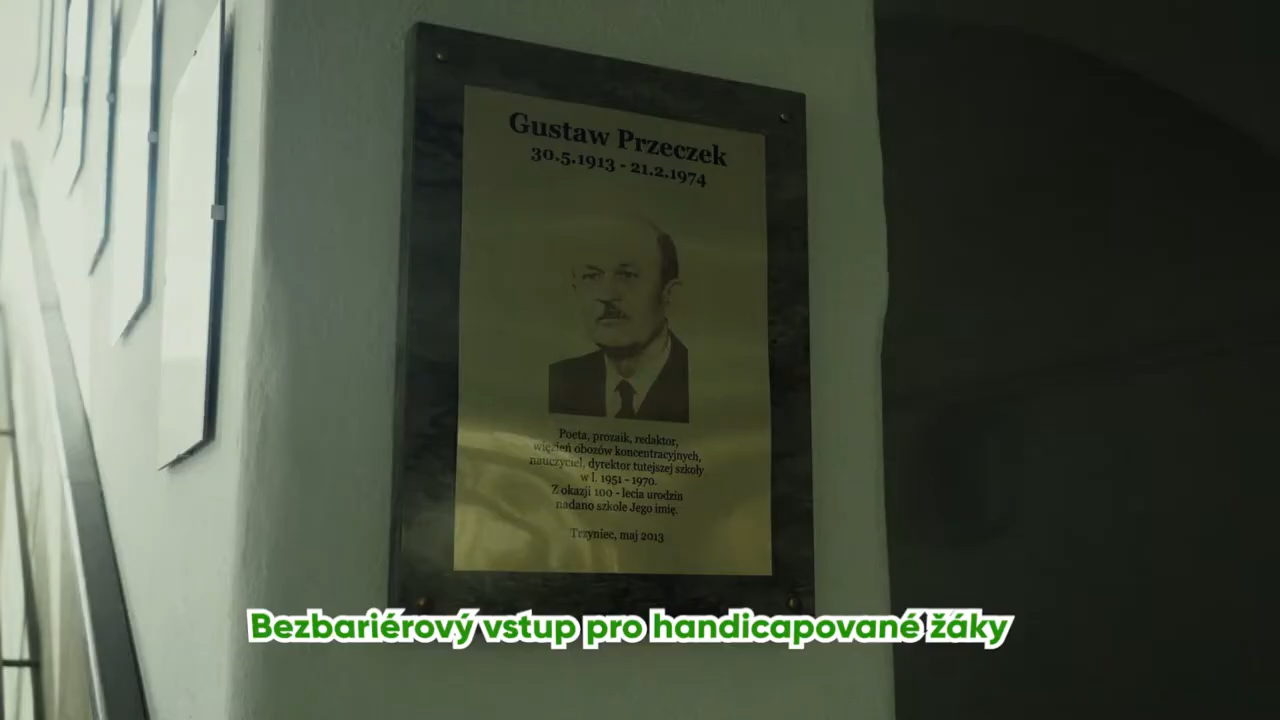 Gustaw Przeczek
30.5.1913 - 21.2.1974
Poeta, prozaik, redaktor,
więzień obozów koncentracyjnych,
nauczyciel, dyrektor tutejszej szkoły
w l. 1951 - 1970.
Z okazji 100 - lecia urodzin
nadano szkole Jego imię.
Trzyniec, maj 2013
Bezbariérový vstup pro handicapované žáky